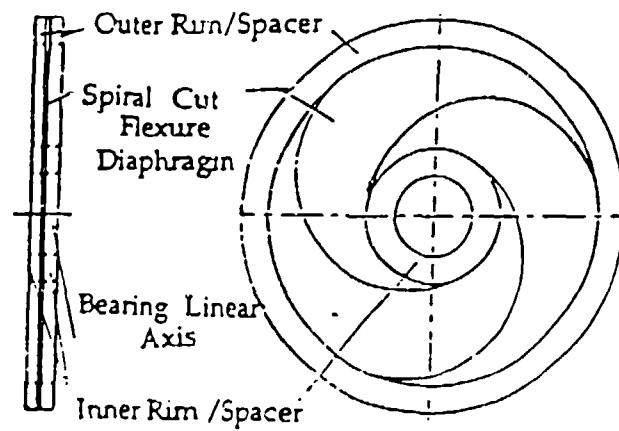 Outer Rim/Spacer
Spiral Cut
Flexure
Diaphragm
Bearing Linear
Axis
Inner Rim /Spacer